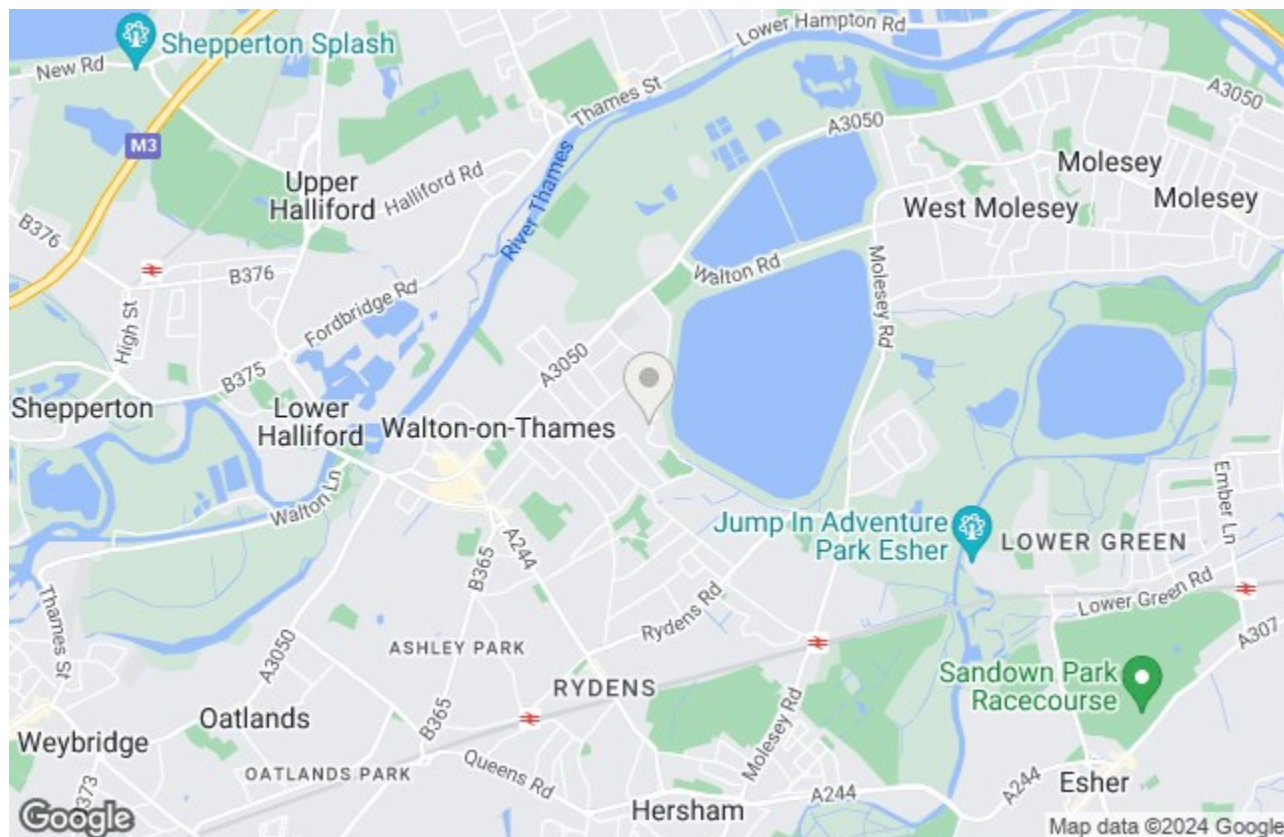 Shepperton Splash
New Rd
M3
Lower Hampton Rd
Thames St
A3050
A3050
Upper
Halliford
Halliford Rd
River Thames
Molesey
West Molesey
Molesey
B376
B376
Walton Rd
Molesey Rd
High St
Fordbridge Rd
B375
A3050
Shepperton
Lower
Halliford
Walton-on-Thames
Walton Ln
A244
B365
Jump In Adventure
Park Esher
LOWER GREEN
Ember Ln
Thames St
Rydens Rd
Lower Green Rd
A307
A3050
ASHLEY PARK
RYDENS
Sandown Park
Racecourse
Oatlands
B365
Molesey Rd
Weybridge
OATLANDS PARK
Queens Rd
B373
Hersham
A244
A244
Esher
Google
Map data ©2024 Google